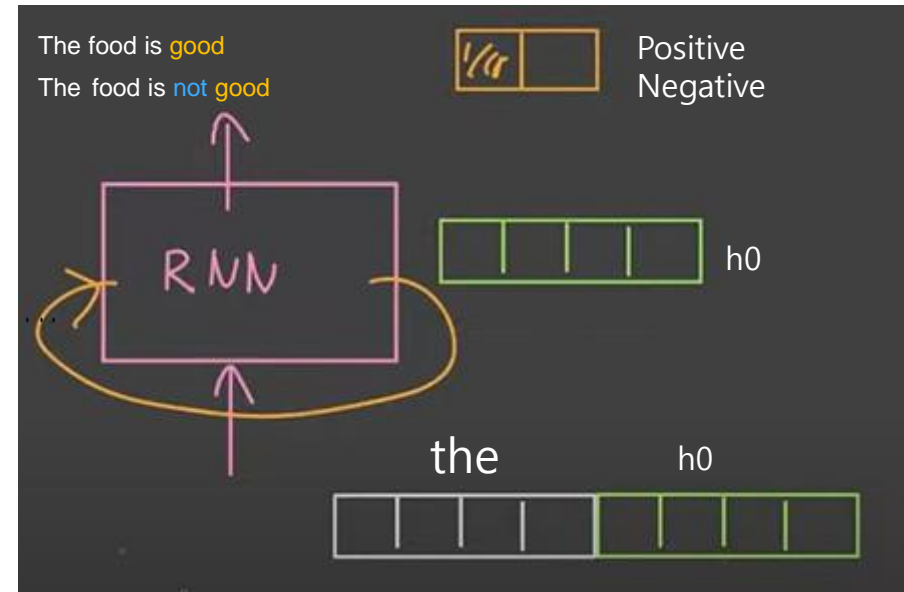 The food is good
The food is not good
Positive
Negative
RNN
h0
...
the
h0